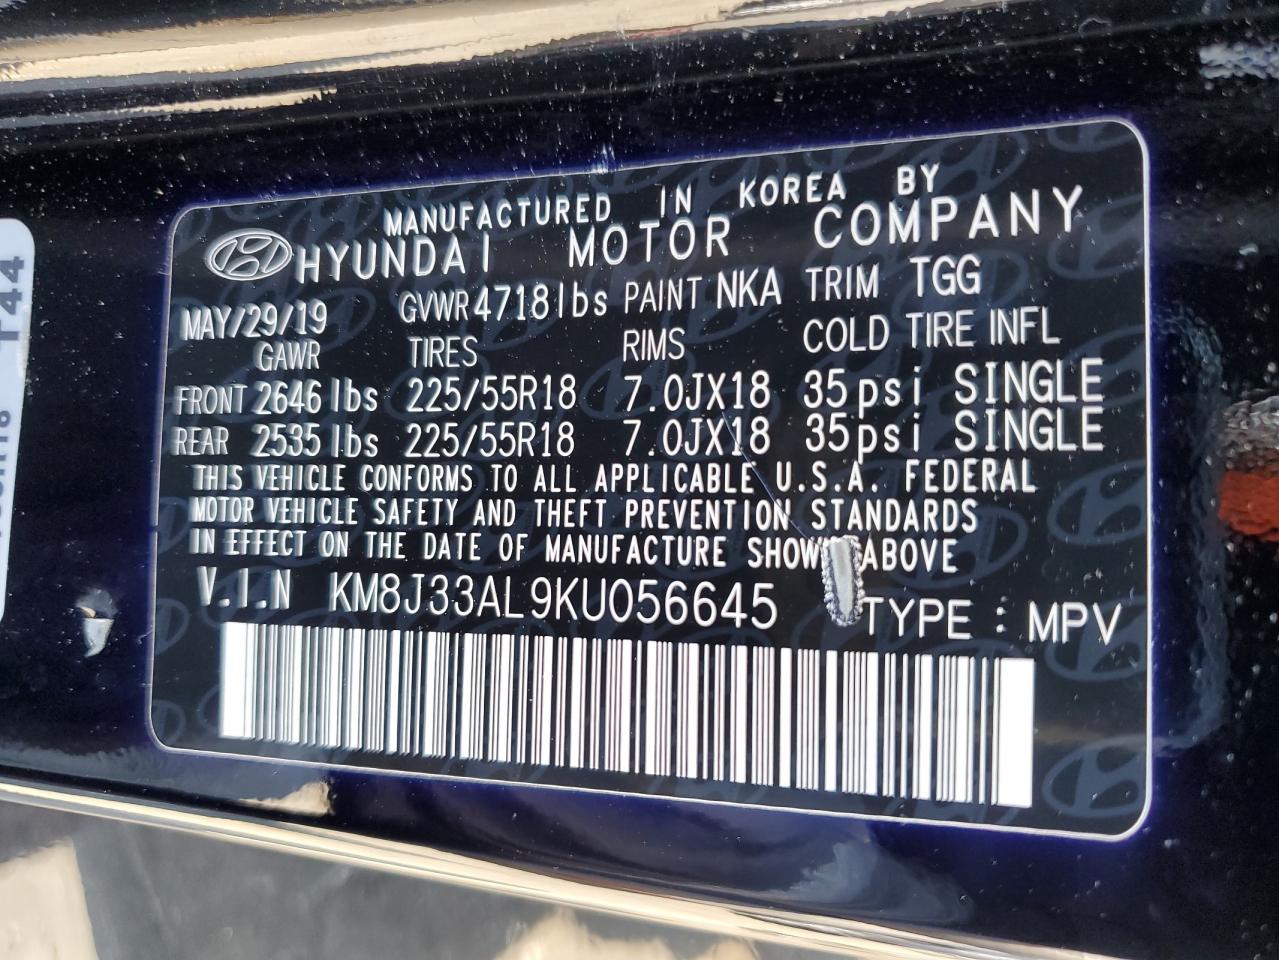 MANUFACTURED IN KOREA BY
HYUNDAI MOTOR COMPANY
MAY/29/19 GVWR 4718lbs PAINT NKA TRIM TGG
GAWR TIRES RIMS COLD TIRE INFL
FRONT 2646 lbs 225/55R18 7.0JX18 35psi SINGLE
REAR 2535 lbs 225/55R18 7.0JX18 35psi SINGLE
THIS VEHICLE CONFORMS TO ALL APPLICABLE U.S.A. FEDERAL
MOTOR VEHICLE SAFETY AND THEFT PREVENTION STANDARDS
IN EFFECT ON THE DATE OF MANUFACTURE SHOWN ABOVE
V.I.N KM8J33AL9KU056645 TYPE : MPV
T44